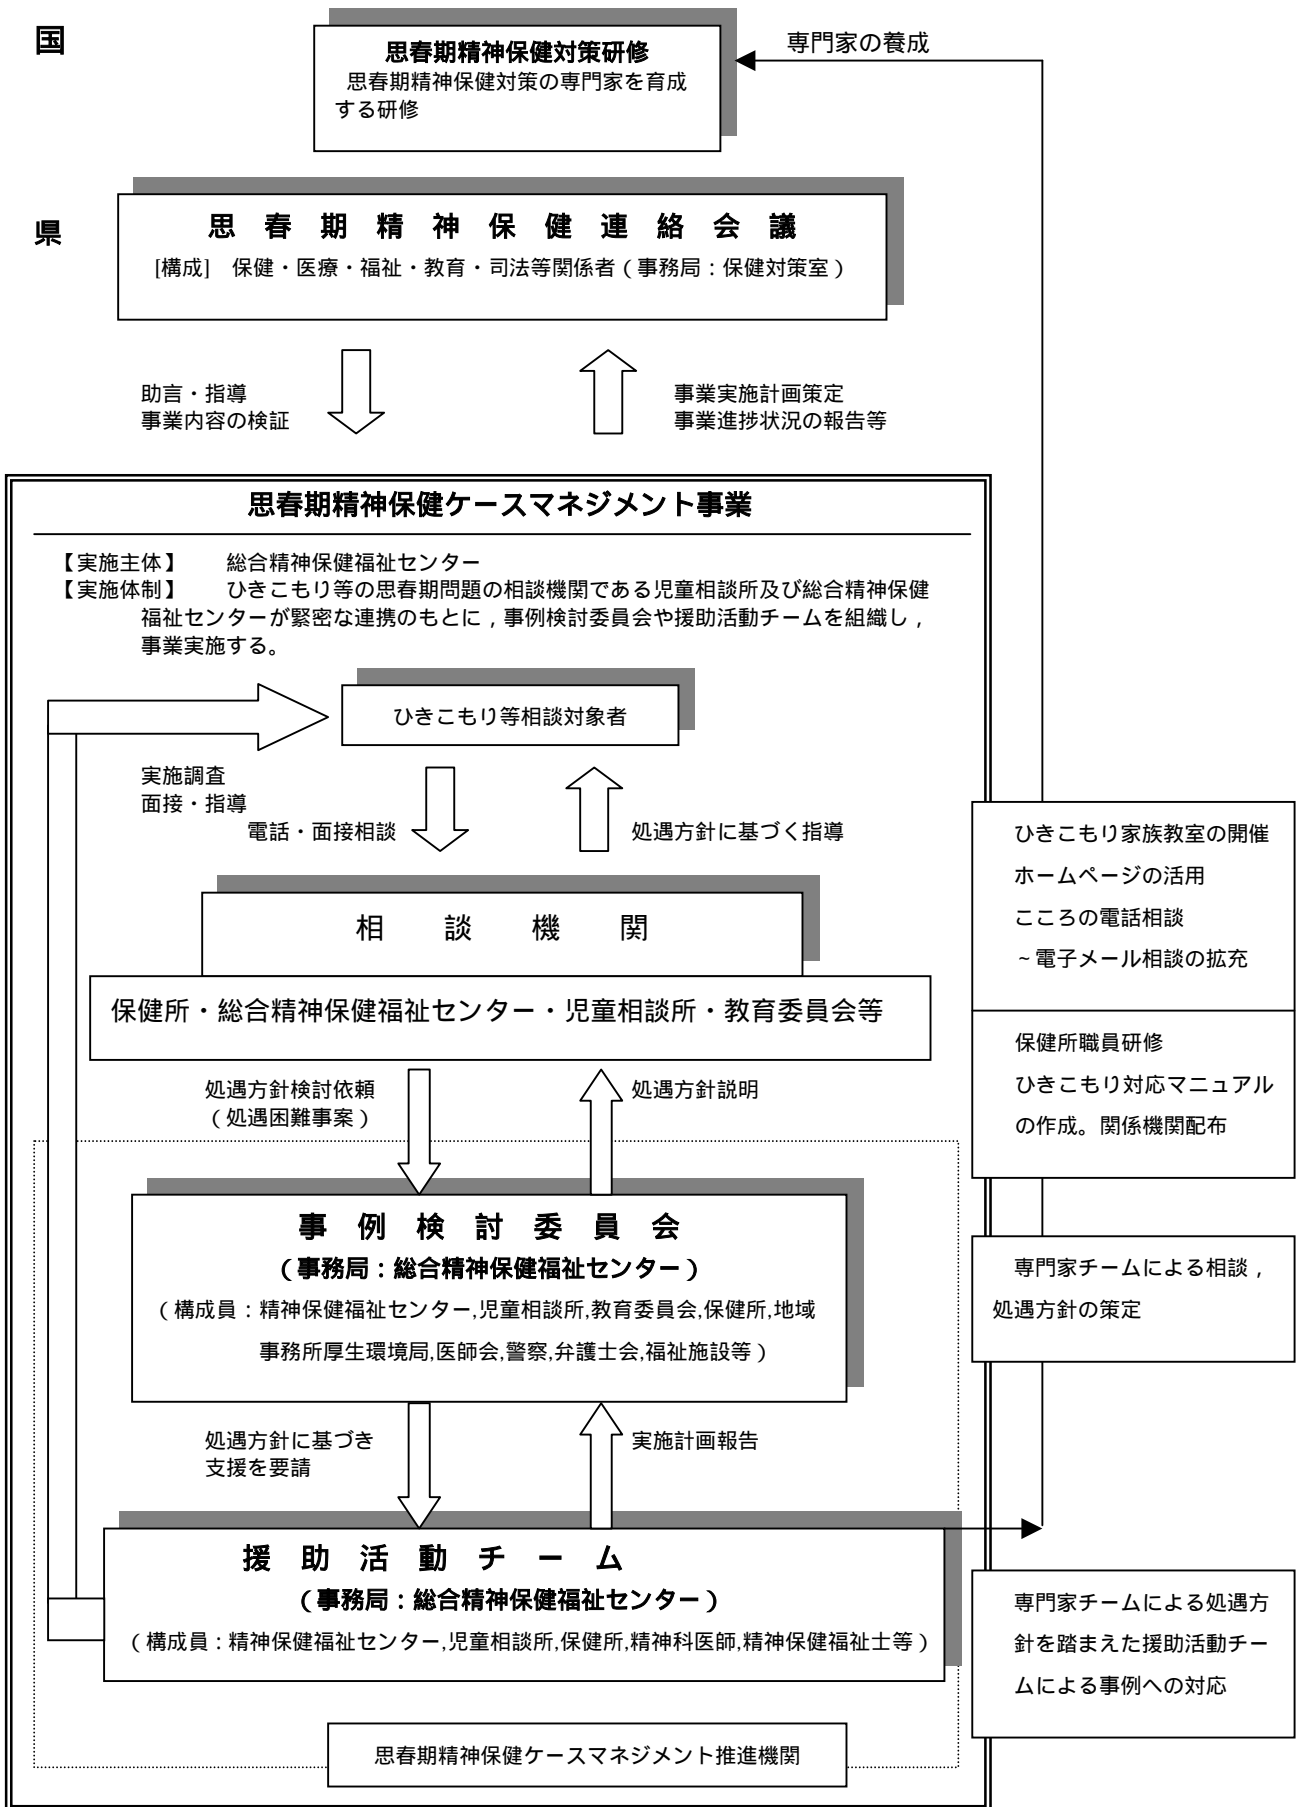 国
思春期精神保健対策研修
思春期精神保健対策の専門家を育成
する研修
専門家の養成
県
思春期精神保健連絡会議
[構成]　保健・医療・福祉・教育・司法等関係者（事務局：保健対策室）
助言・指導
事業内容の検証
事業実施計画策定
事業進捗状況の報告等
思春期精神保健ケースマネジメント事業
【実施主体】　総合精神保健福祉センター
【実施体制】　ひきこもり等の思春期問題の相談機関である児童相談所及び総合精神保健
福祉センターが緊密な連携のもとに，事例検討委員会や援助活動チームを組織し，
事業実施する。
ひきこもり等相談対象者
実施調査
面接・指導
電話・面接相談
処遇方針に基づく指導
相談機関
保健所・総合精神保健福祉センター・児童相談所・教育委員会等
ひきこもり家族教室の開催
ホームページの活用
こころの電話相談
～電子メール相談の拡充
保健所職員研修
ひきこもり対応マニュアル
の作成。関係機関配布
処遇方針検討依頼
（処遇困難事案）
処遇方針説明
事例検討委員会
（事務局：総合精神保健福祉センター）
（構成員：精神保健福祉センター,児童相談所,教育委員会,保健所,地域
事務所厚生環境局,医師会,警察,弁護士会,福祉施設等）
専門家チームによる相談，
処遇方針の策定
処遇方針に基づき
支援を要請
実施計画報告
援助活動チーム
（事務局：総合精神保健福祉センター）
（構成員：精神保健福祉センター,児童相談所,保健所,精神科医師,精神保健福祉士等）
専門家チームによる処遇方
針を踏まえた援助活動チー
ムによる事例への対応
思春期精神保健ケースマネジメント推進機関